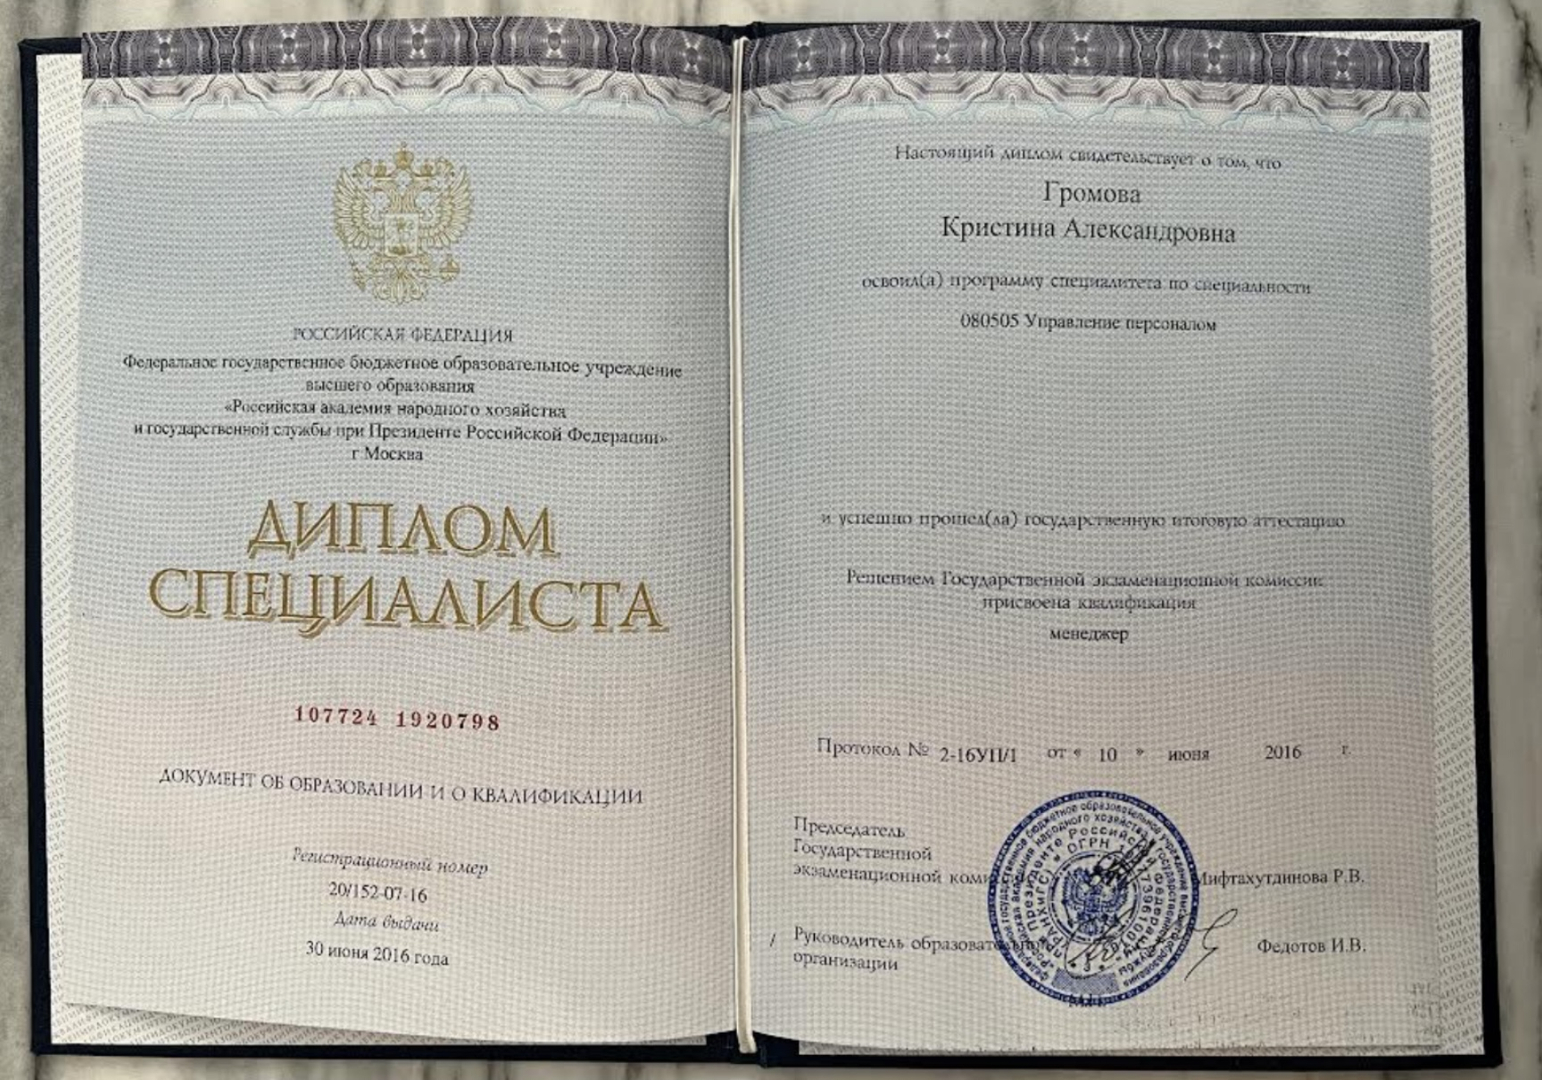 РОССИЙСКАЯ ФЕДЕРАЦИЯ
Федеральное государственное бюджетное образовательное учреждение
высшего образования
«Российская академия народного хозяйства
и государственной службы при Президенте Российской Федерации»
г Москва
ДИПЛОМ
СПЕЦИАЛИСТА
107724 1920798
ДОКУМЕНТ ОБ ОБРАЗОВАНИИ И О КВАЛИФИКАЦИИ
Регистрационный номер
20/152-07-16
Дата выдачи
30 июня 2016 года
Настоящий диплом свидетельствует о том, что
Громова
Кристина Александровна
освоил(а) программу специалитета по специальности
080505 Управление персоналом
и успешно прошел(ла) государственную итоговую аттестацию
Решением Государственной экзаменационной комиссии
присвоена квалификация
менеджер
Протокол № 2-16УП/1 от « 10 » июня 2016 г.
Председатель
Государственной
экзаменационной Мифтахутдинова Р.В.
/ Руководитель образовательной Федотов И.В.
организации